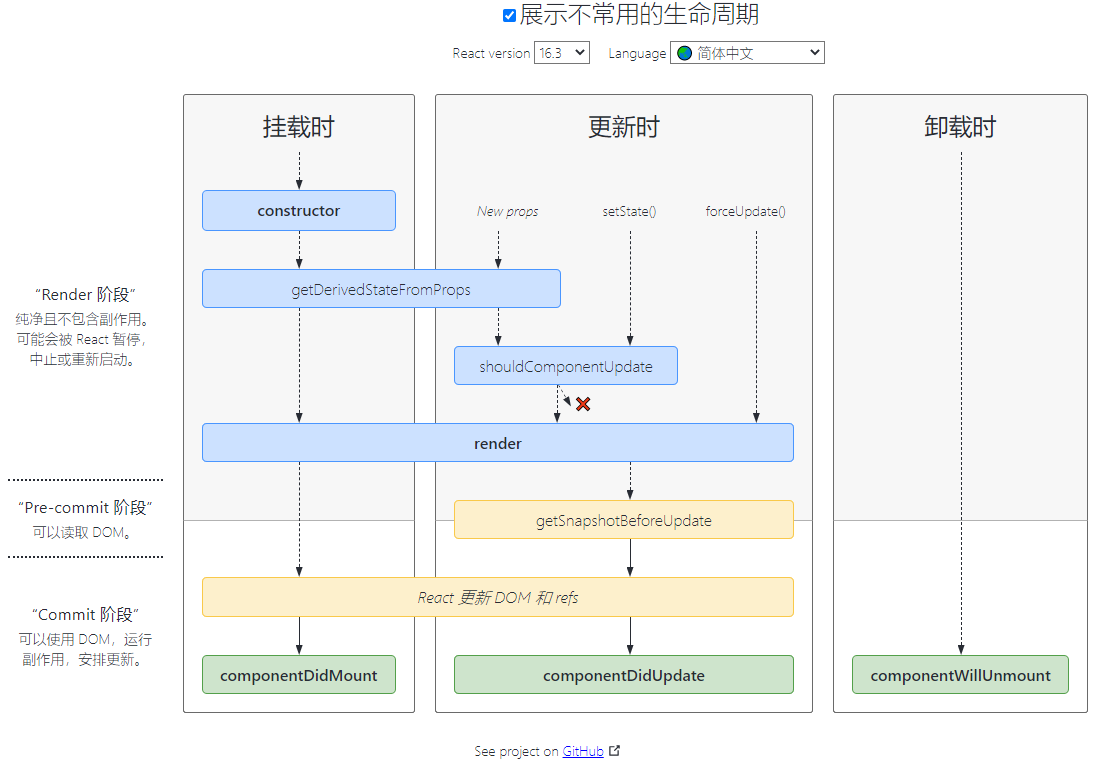 展示不常用的生命周期
React version 16.3 Language 简体中文
挂载时
更新时
卸载时
constructor
New props
setState()
forceUpdate()
getDerivedStateFromProps
“Render 阶段”
纯净且不包含副作用。
可能会被 React 暂停，
中止或重新启动。
shouldComponentUpdate
render
“Pre-commit 阶段”
可以读取 DOM。
getSnapshotBeforeUpdate
React 更新 DOM 和 refs
“Commit 阶段”
可以使用 DOM，运行
副作用，安排更新。
componentDidMount
componentDidUpdate
componentWillUnmount
See project on GitHub